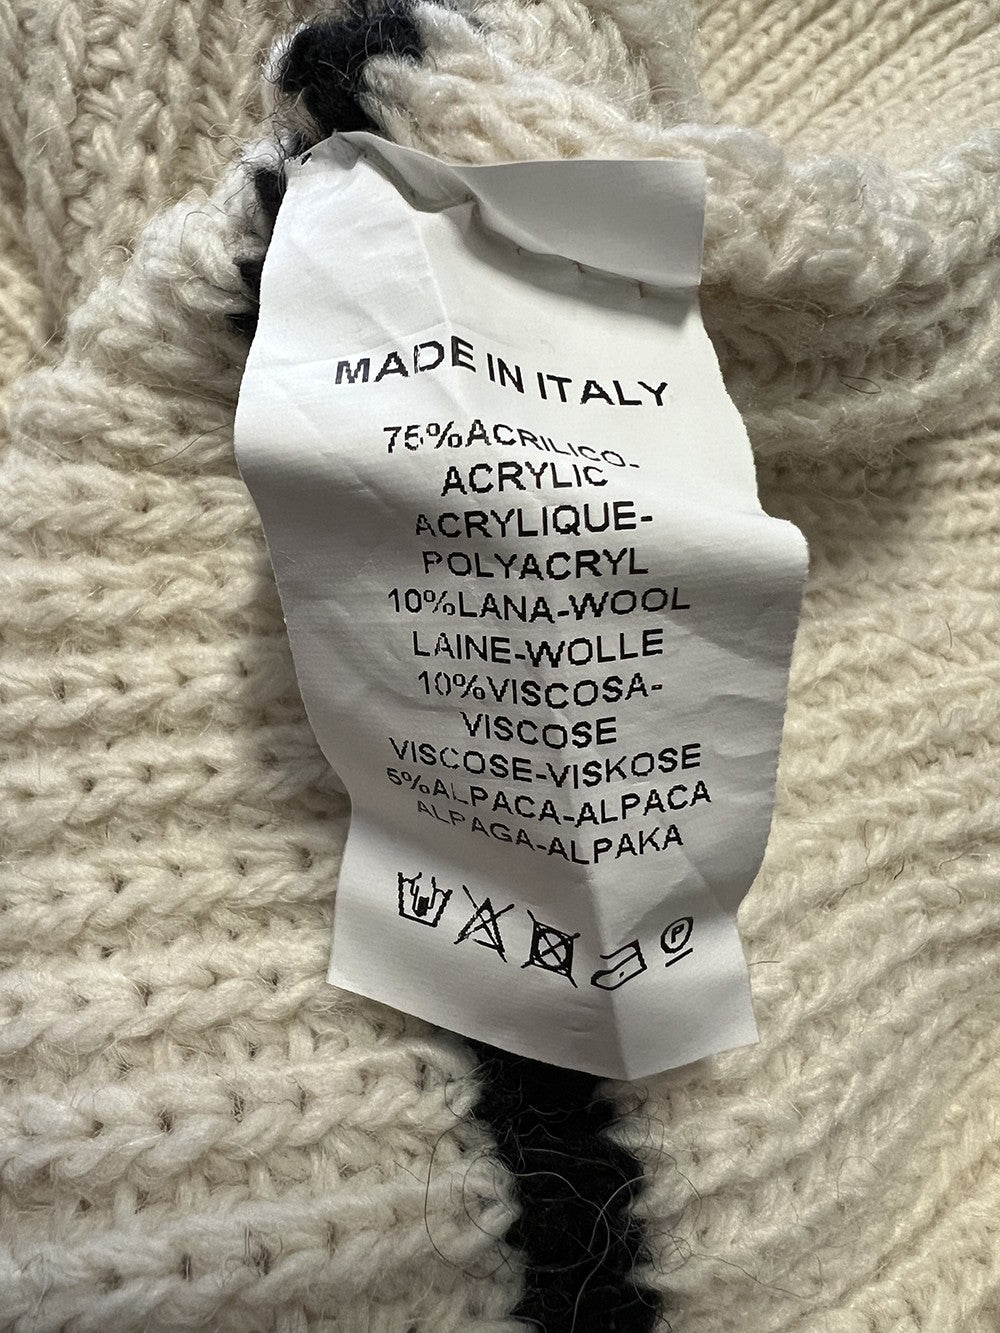 MADE IN ITALY
75%ACRILICO-
ACRYLIC
ACRYLIQUE-
POLYACRYL
10%LANA-WOOL
LAINE-WOLLE
10%VISCOSA-
VISCOSE
VISCOSE-VISKOSE
5%ALPACA-ALPACA
ALPAGA-ALPAKA
P